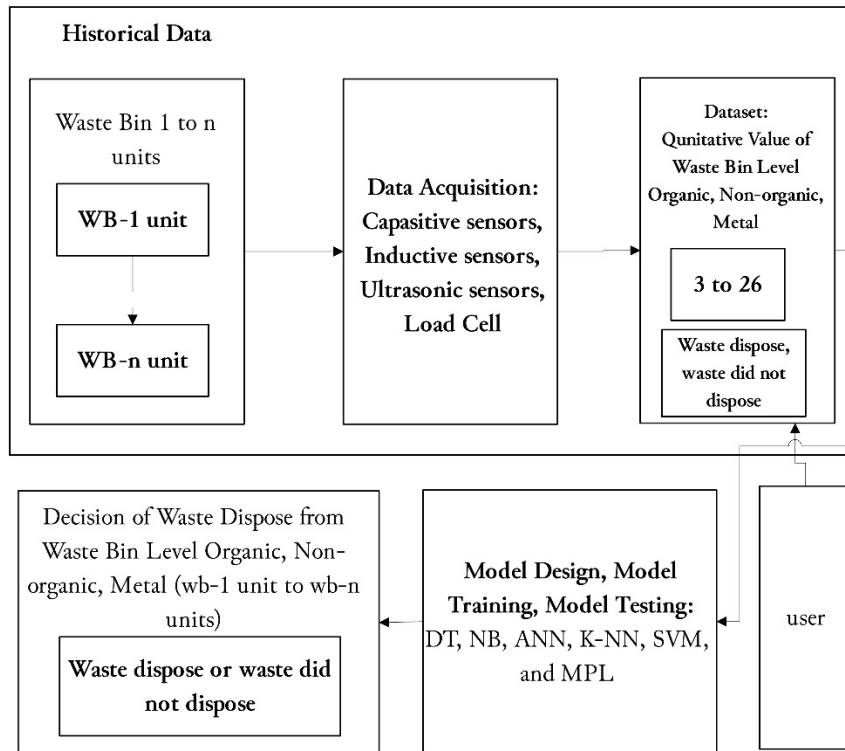 Historical Data
Waste Bin 1 to n
units
WB-1 unit
WB-n unit
Data Acquisition:
Capasitive sensors,
Inductive sensors,
Ultrasonic sensors,
Load Cell
Dataset:
Qunitative Value of
Waste Bin Level
Organic, Non-organic,
Metal
3 to 26
Waste dispose,
waste did not
dispose
Decision of Waste Dispose from
Waste Bin Level Organic, Non-
organic, Metal (wb-1 unit to wb-n
units)
Waste dispose or waste did
not dispose
Model Design, Model
Training, Model Testing:
DT, NB, ANN, K-NN, SVM,
and MPL
user